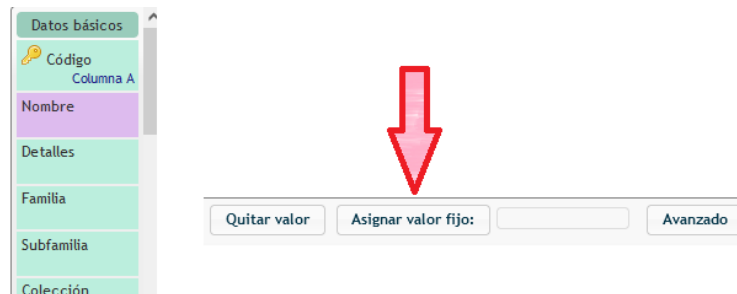 Datos básicos
Código
Columna A
Nombre
Detalles
Familia
Subfamilia
Colección
Quitar valor
Asignar valor fijo:
Avanzado